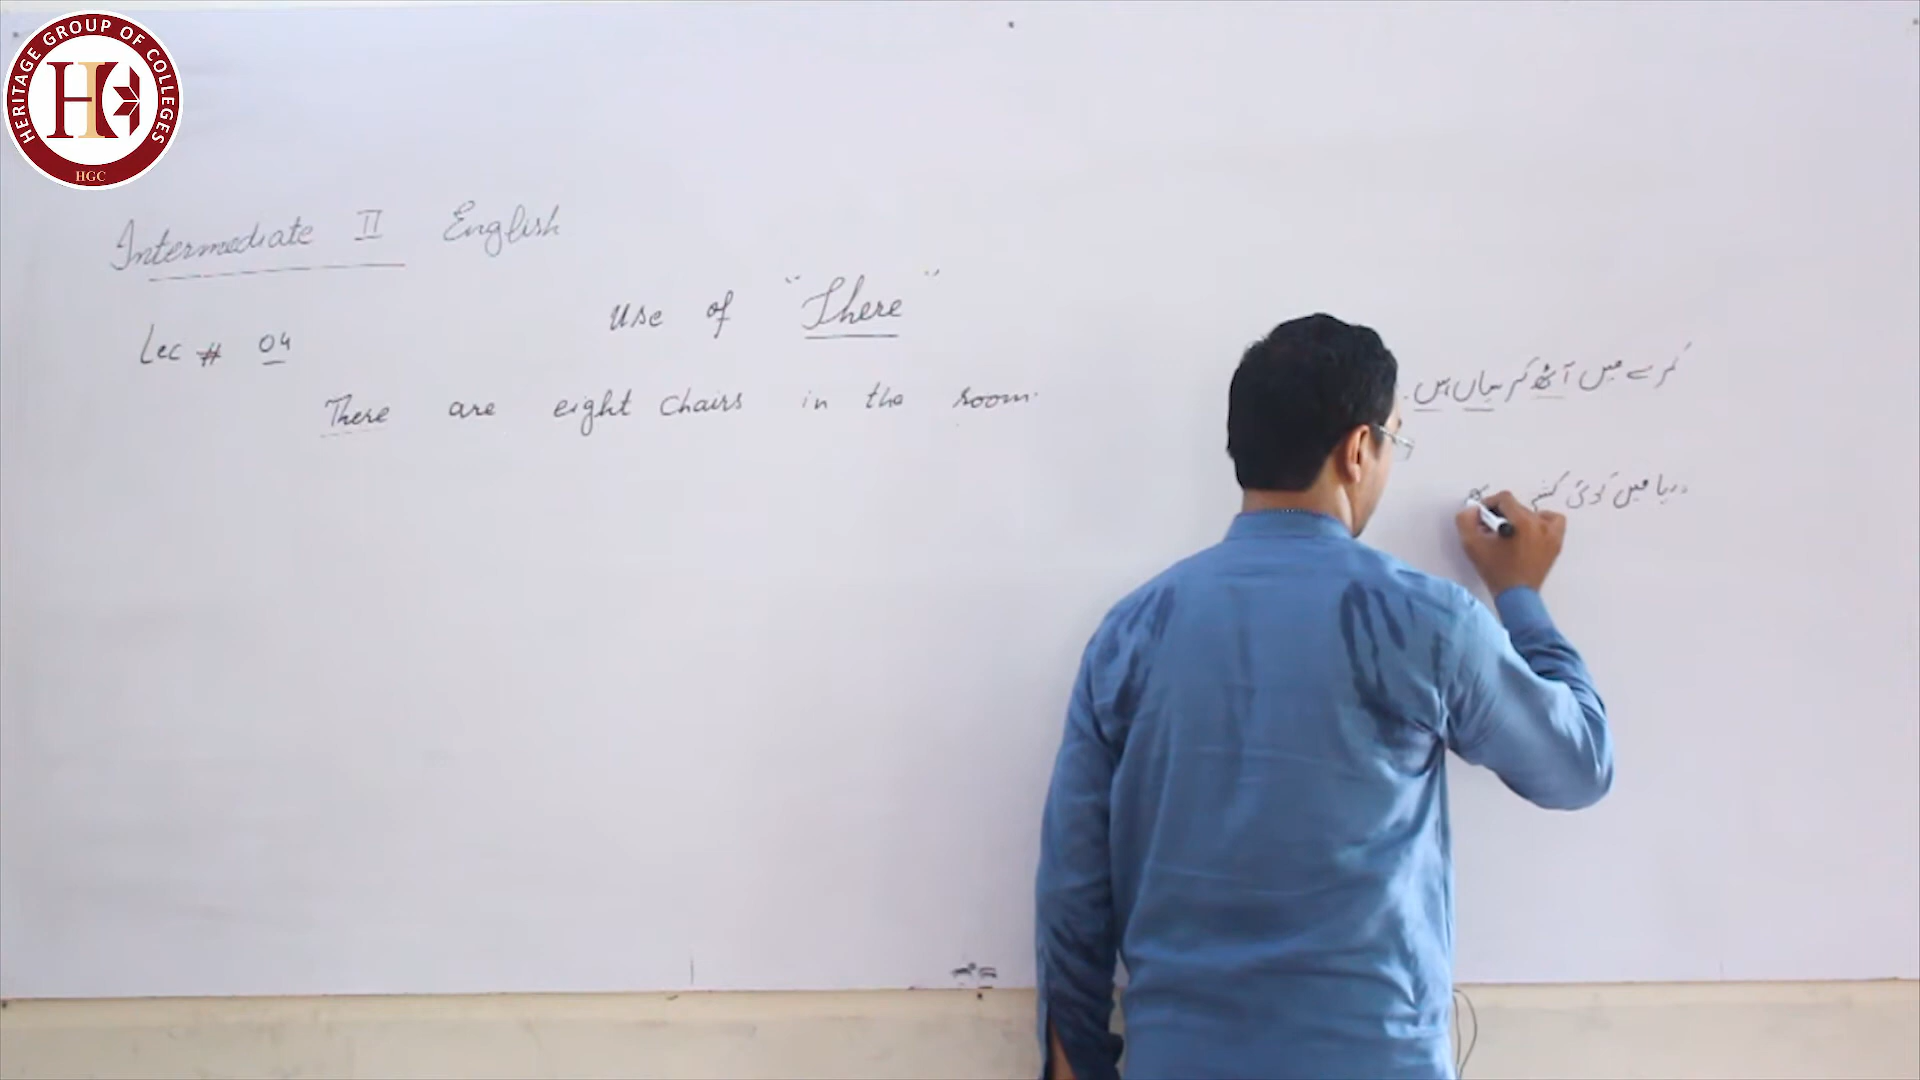 HERITAGE GROUP OF COLLEGES
HGC
Intermediate II English
Lec # 04
Use of "There"
There are eight chairs in the room.
کمرے میں آٹھ کرسیاں ہیں ۔
دریا میں کوئی کشتی